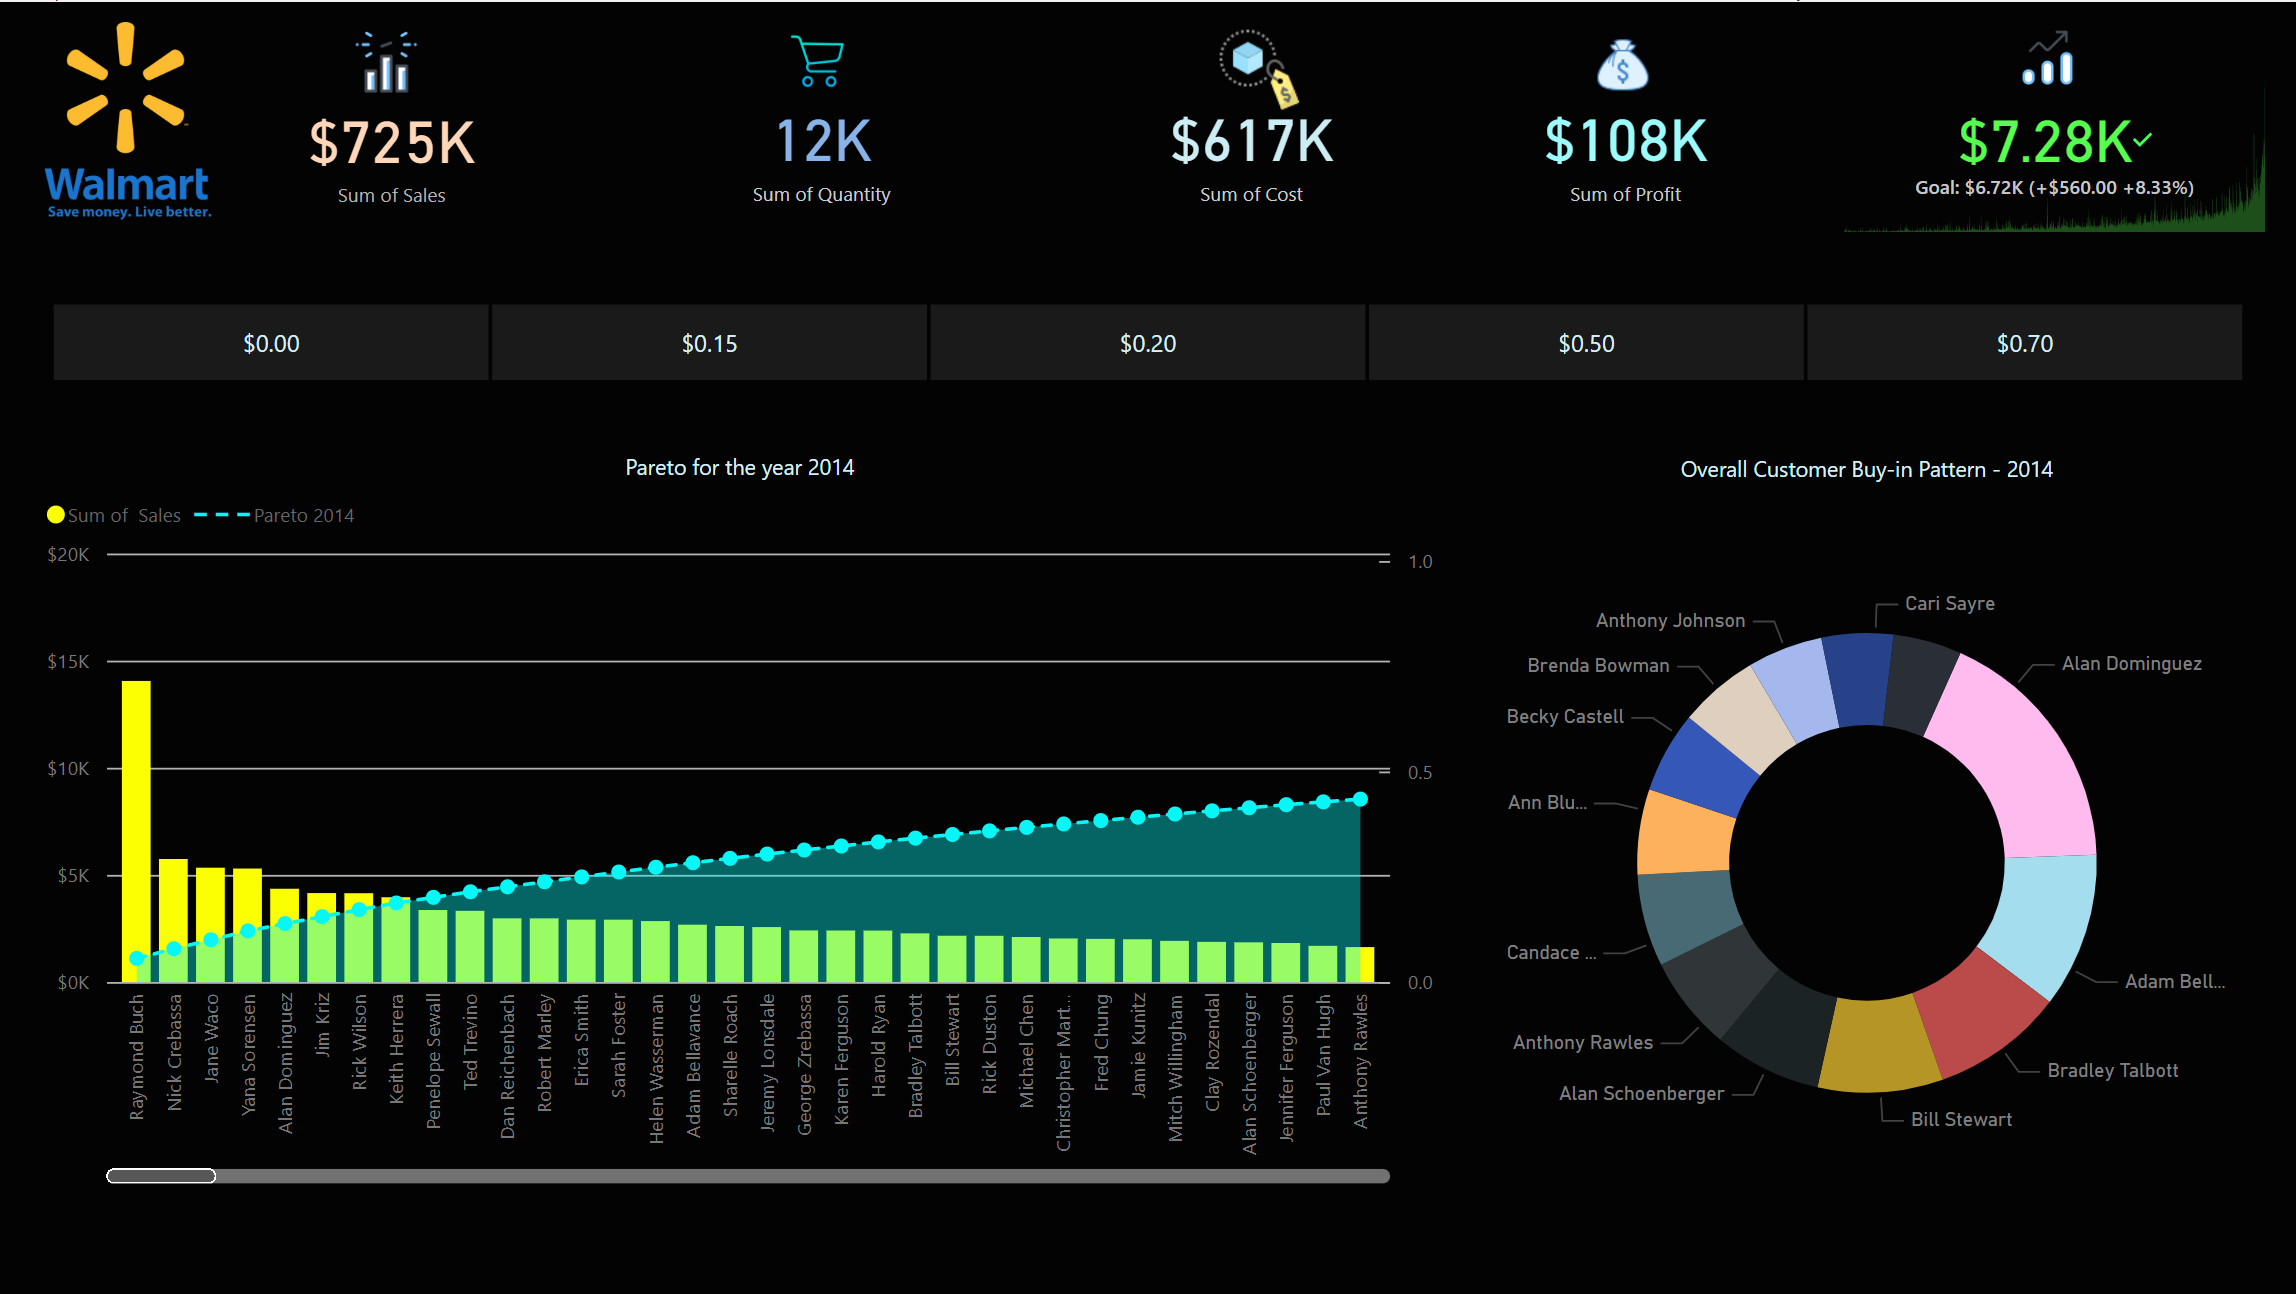 Walmart
Save money. Live better.
$725K
Sum of Sales
12K
Sum of Quantity
$
$617K
Sum of Cost
$
$108K
Sum of Profit
$7.28K
Goal: $6.72K (+$560.00 +8.33%)
$0.00
$0.15
$0.20
$0.50
$0.70
Pareto for the year 2014
Sum of Sales
Pareto 2014
$20K
$15K
$10K
$5K
$0K
1.0
0.5
0.0
Raymond Buch
Nick Crebassa
Jane Waco
Yana Sorensen
Alan Dominguez
Jim Kriz
Rick Wilson
Keith Herrera
Penelope Sewall
Ted Trevino
Dan Reichenbach
Robert Marley
Erica Smith
Sarah Foster
Helen Wasserman
Adam Bellavance
Sharelle Roach
Jeremy Lonsdale
George Zrebassa
Karen Ferguson
Harold Ryan
Bradley Talbott
Bill Stewart
Rick Duston
Michael Chen
Christopher Mart...
Fred Chung
Jamie Kunitz
Mitch Willingham
Clay Rozendal
Alan Schoenberger
Jennifer Ferguson
Paul Van Hugh
Anthony Rawles
Overall Customer Buy-in Pattern - 2014
Cari Sayre
Anthony Johnson
Alan Dominguez
Brenda Bowman
Becky Castell
Ann Blu...
Candace ...
Adam Bell...
Anthony Rawles
Bradley Talbott
Alan Schoenberger
Bill Stewart